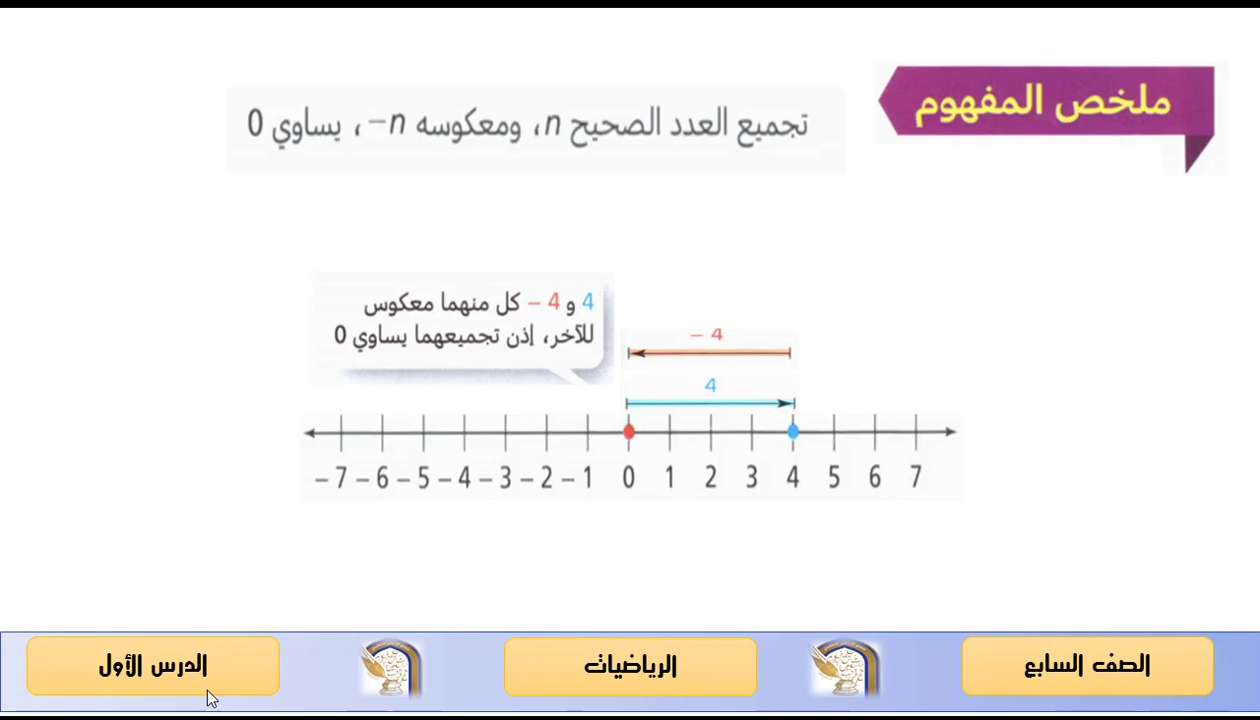 ملخص المفهوم
تجميع العدد الصحيح n، ومعكوسه −n، يساوي 0
4 و 4 − كل منهما معكوس
للآخر، إذن تجميعهما يساوي 0
− 4
4
− 7 − 6 − 5 − 4 − 3 − 2 − 1 0 1 2 3 4 5 6 7
الصف السابع
الرياضيات
الدرس الأول